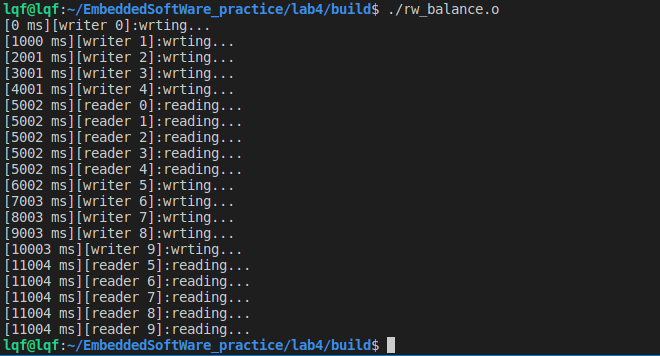 lqf@lqf:~/EmbeddedSoftWare_practice/lab4/build$ ./rw_balance.o
[0 ms][writer 0]:wrting...
[1000 ms][writer 1]:wrting...
[2001 ms][writer 2]:wrting...
[3001 ms][writer 3]:wrting...
[4001 ms][writer 4]:wrting...
[5002 ms][reader 0]:reading...
[5002 ms][reader 1]:reading...
[5002 ms][reader 2]:reading...
[5002 ms][reader 3]:reading...
[5002 ms][reader 4]:reading...
[6002 ms][writer 5]:wrting...
[7003 ms][writer 6]:wrting...
[8003 ms][writer 7]:wrting...
[9003 ms][writer 8]:wrting...
[10003 ms][writer 9]:wrting...
[11004 ms][reader 5]:reading...
[11004 ms][reader 6]:reading...
[11004 ms][reader 7]:reading...
[11004 ms][reader 8]:reading...
[11004 ms][reader 9]:reading...
lqf@lqf:~/EmbeddedSoftWare_practice/lab4/build$